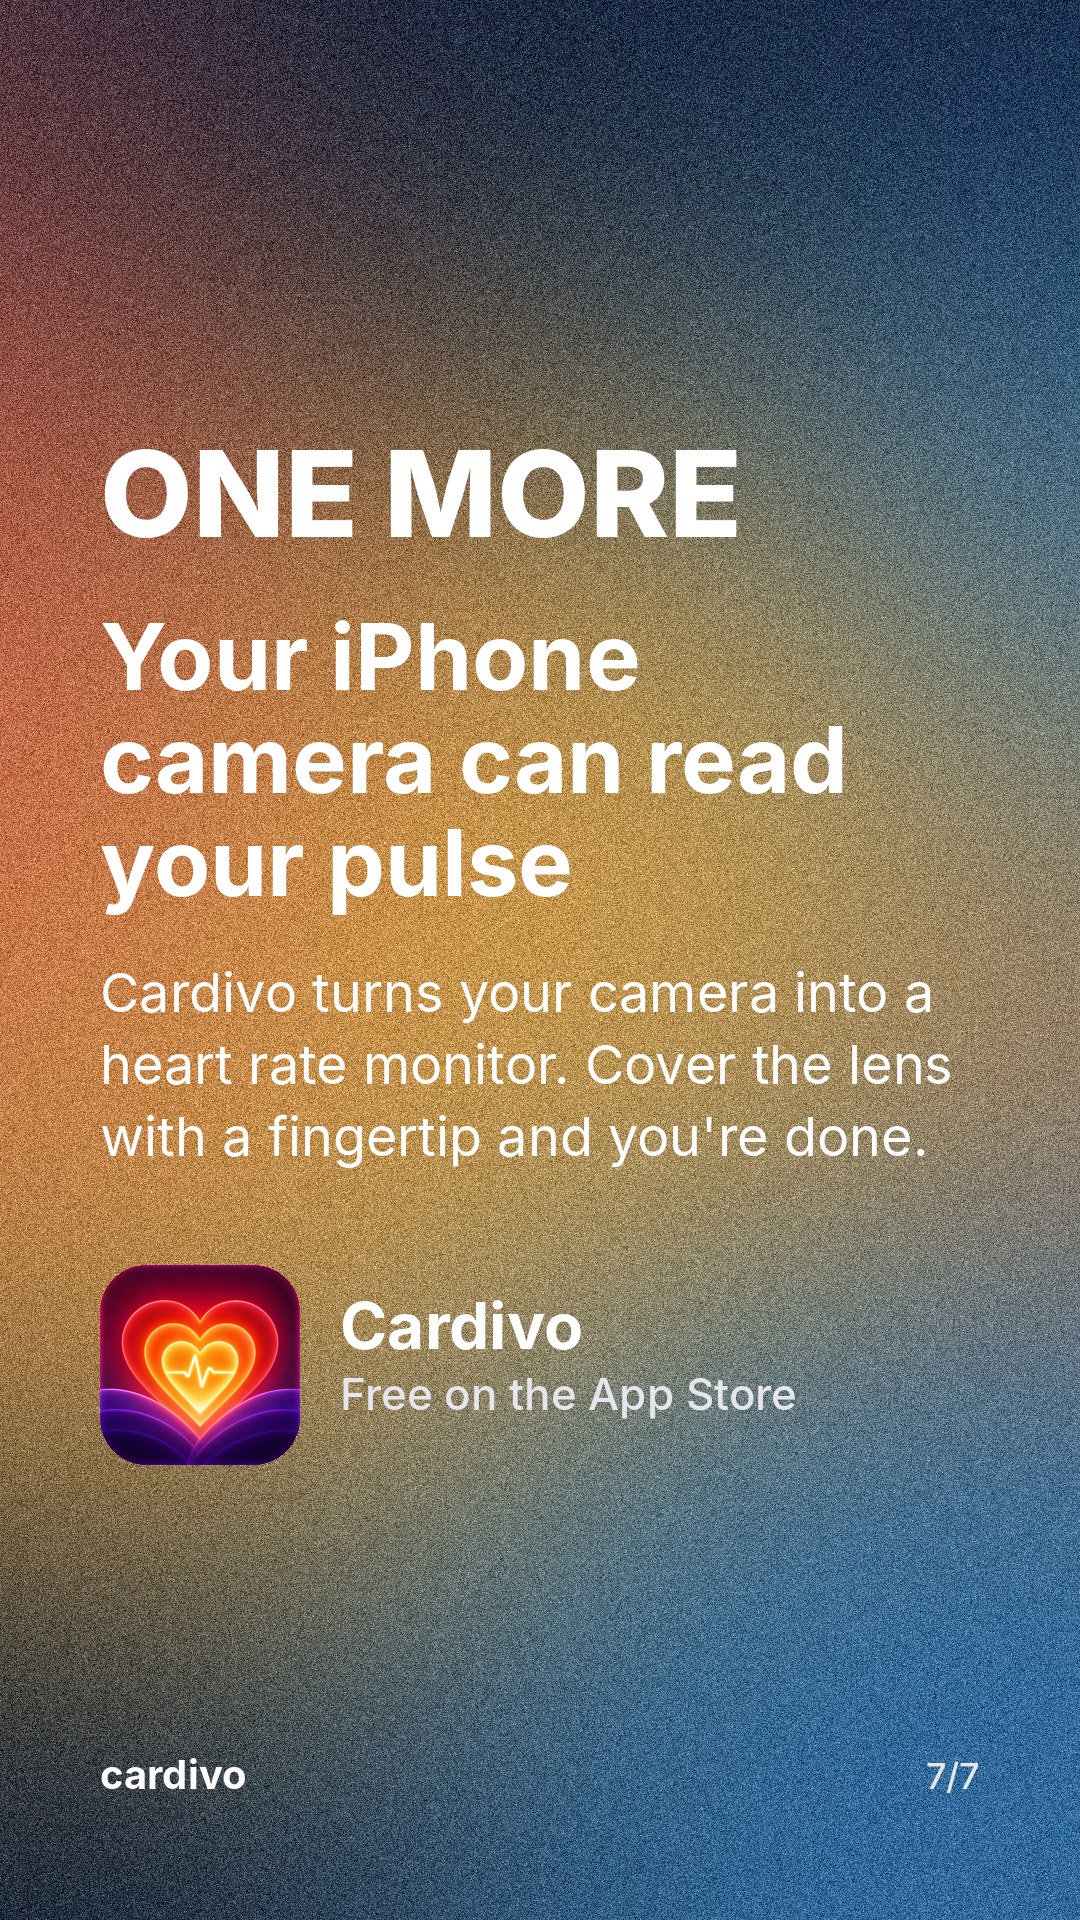 ONE MORE
Your iPhone
camera can read
your pulse
Cardivo turns your camera into a
heart rate monitor. Cover the lens
with a fingertip and you're done.
Cardivo
Free on the App Store
cardivo
7/7